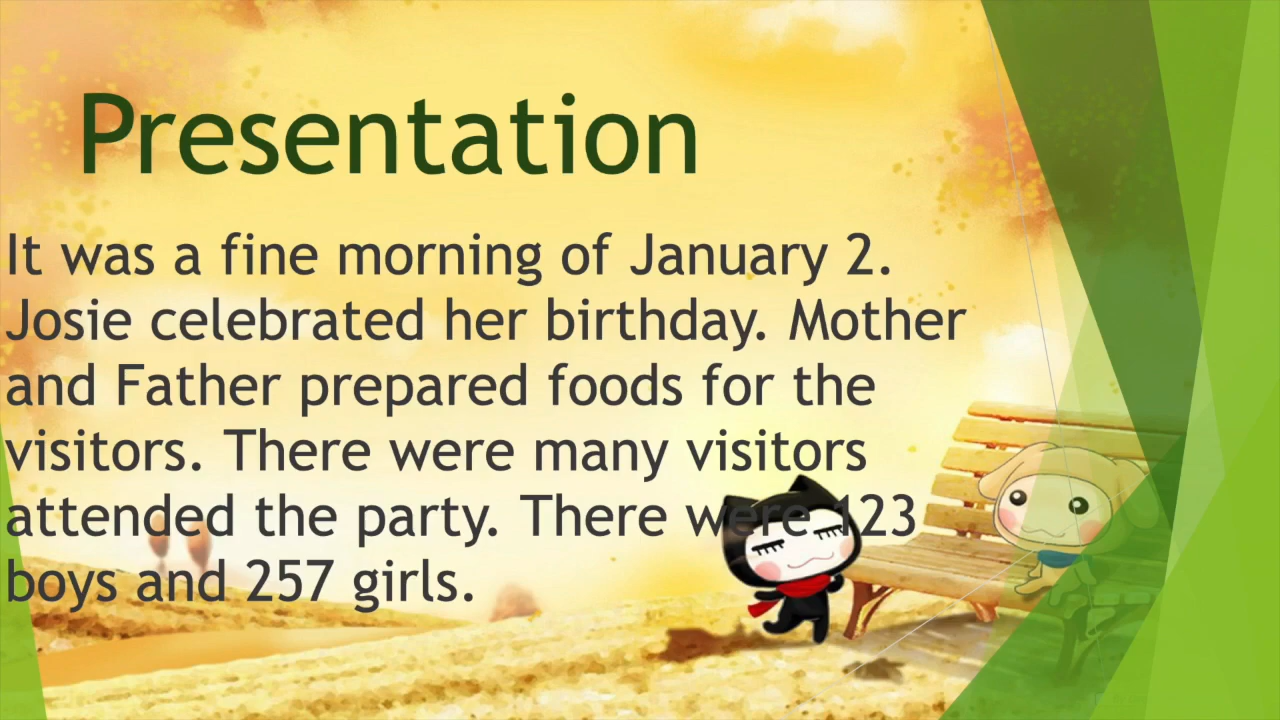 Presentation
It was a fine morning of January 2.
Josie celebrated her birthday. Mother
and Father prepared foods for the
visitors. There were many visitors
attended the party. There were 123
boys and 257 girls.